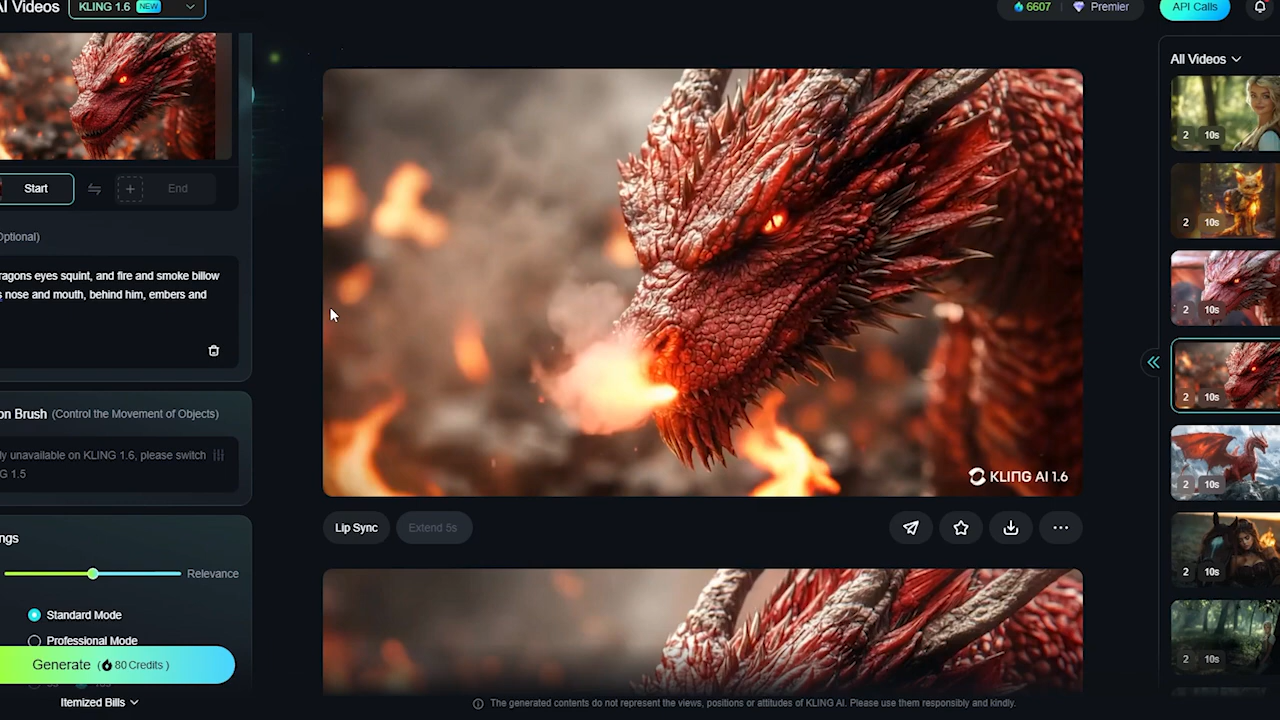 AI Videos
KLING 1.6 NEW
6607
Premier
API Calls
Start
End
Optional)
ragons eyes squint, and fire and smoke billow
nose and mouth, behind him, embers and
on Brush (Control the Movement of Objects)
ly unavailable on KLING 1.6, please switch
G 1.5
ngs
Relevance
Standard Mode
Professional Mode
Generate ( 80 Credits )
Itemized Bills
KLING AI 1.6
Lip Sync
Extend 5s
The generated contents do not represent the views, positions or attitudes of KLING AI. Please use them responsibly and kindly.
All Videos
2 10s
2 10s
2 10s
2 10s
2 10s
2 10s
2 10s